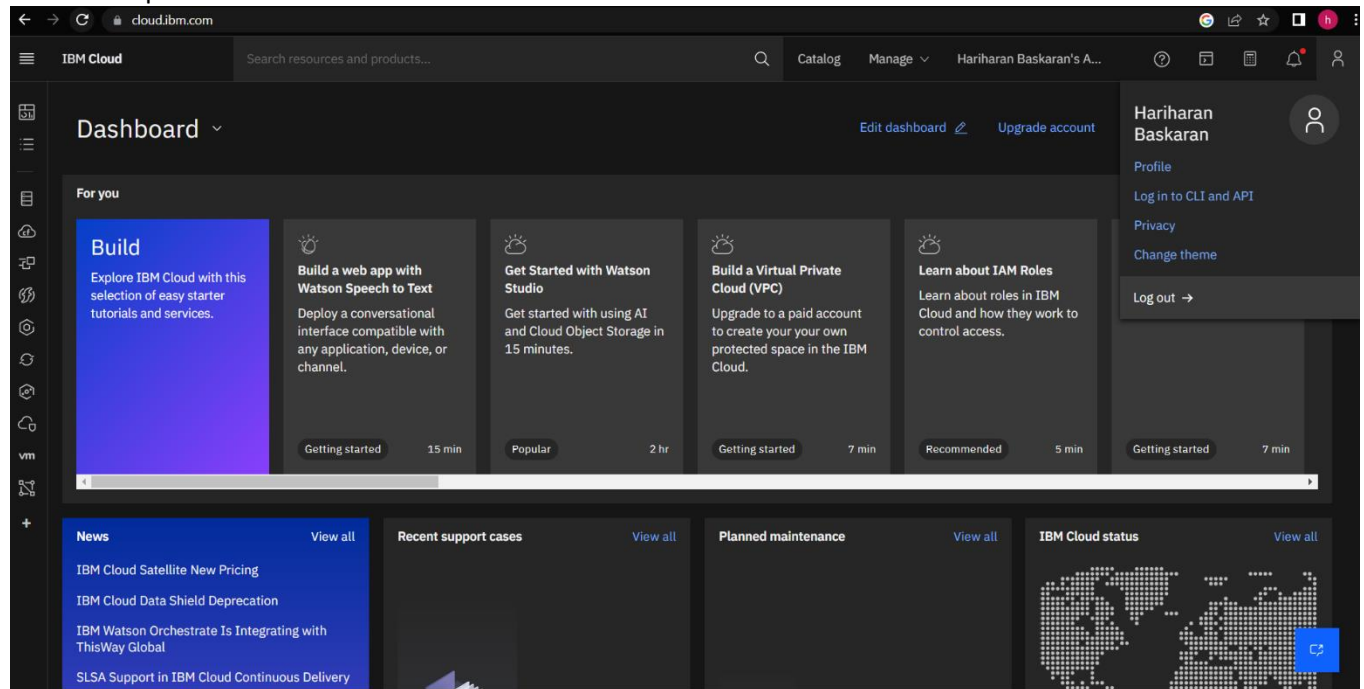 cloud.ibm.com
h
IBM Cloud
Search resources and products...
Catalog
Manage
Hariharan Baskaran's A...
Dashboard
Edit dashboard
Upgrade account
Hariharan
Baskaran
Profile
Log in to CLI and API
Privacy
Change theme
Log out →
For you
Build
Explore IBM Cloud with this
selection of easy starter
tutorials and services.
Build a web app with
Watson Speech to Text
Deploy a conversational
interface compatible with
any application, device, or
channel.
Getting started 15 min
Get Started with Watson
Studio
Get started with using AI
and Cloud Object Storage in
15 minutes.
Popular 2 hr
Build a Virtual Private
Cloud (VPC)
Upgrade to a paid account
to create your your own
protected space in the IBM
Cloud.
Getting started 7 min
Learn about IAM Roles
Learn about roles in IBM
Cloud and how they work to
control access.
Recommended 5 min
Getting started 7 min
vm
News View all
IBM Cloud Satellite New Pricing
IBM Cloud Data Shield Deprecation
IBM Watson Orchestrate Is Integrating with
ThisWay Global
SLSA Support in IBM Cloud Continuous Delivery
Recent support cases View all
Planned maintenance View all
IBM Cloud status View all